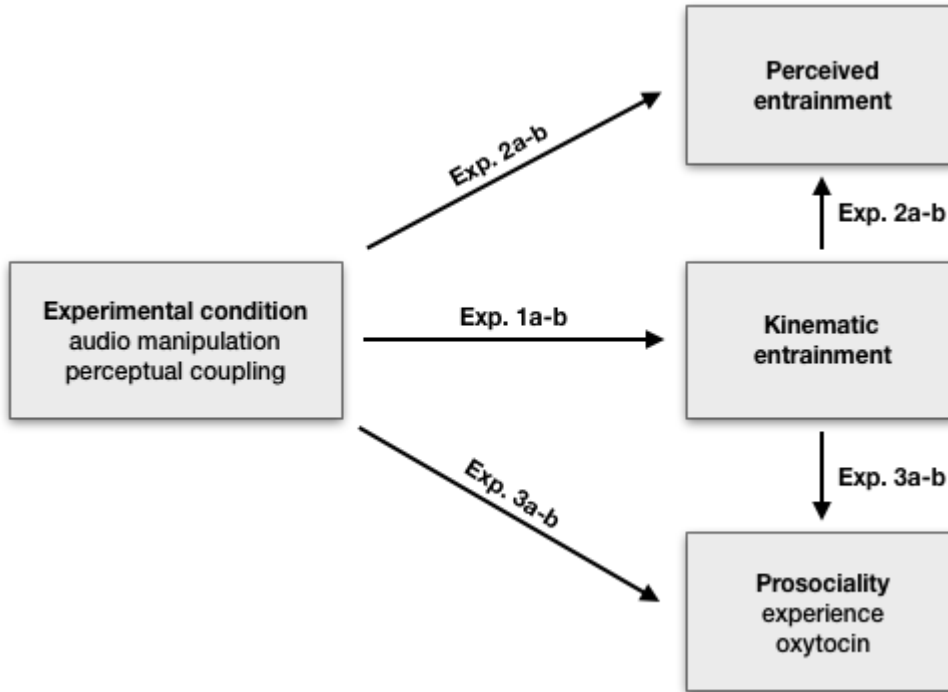 Perceived
entrainment
Exp. 2a-b
Exp. 2a-b
Experimental condition
audio manipulation
perceptual coupling
Exp. 1a-b
Kinematic
entrainment
Exp. 3a-b
Exp. 3a-b
Prosociality
experience
oxytocin